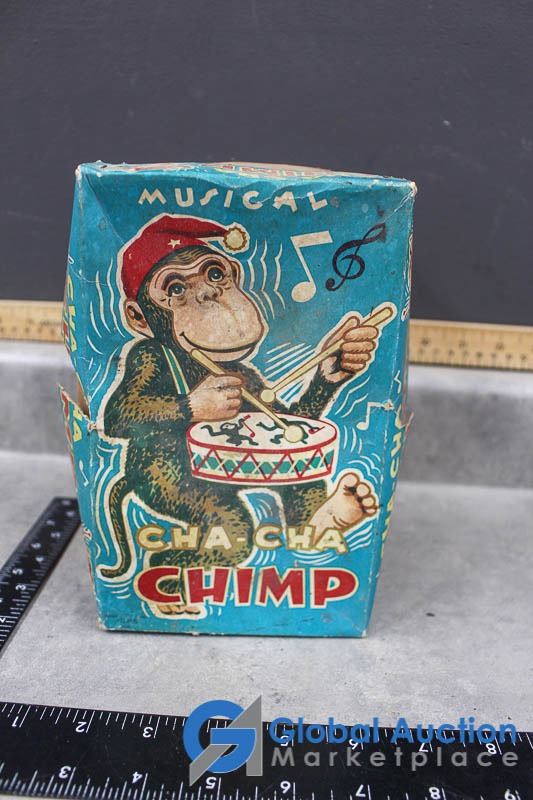 MUSICAL
CHA-CHA
CHIMP
Global Auction
Marketplace